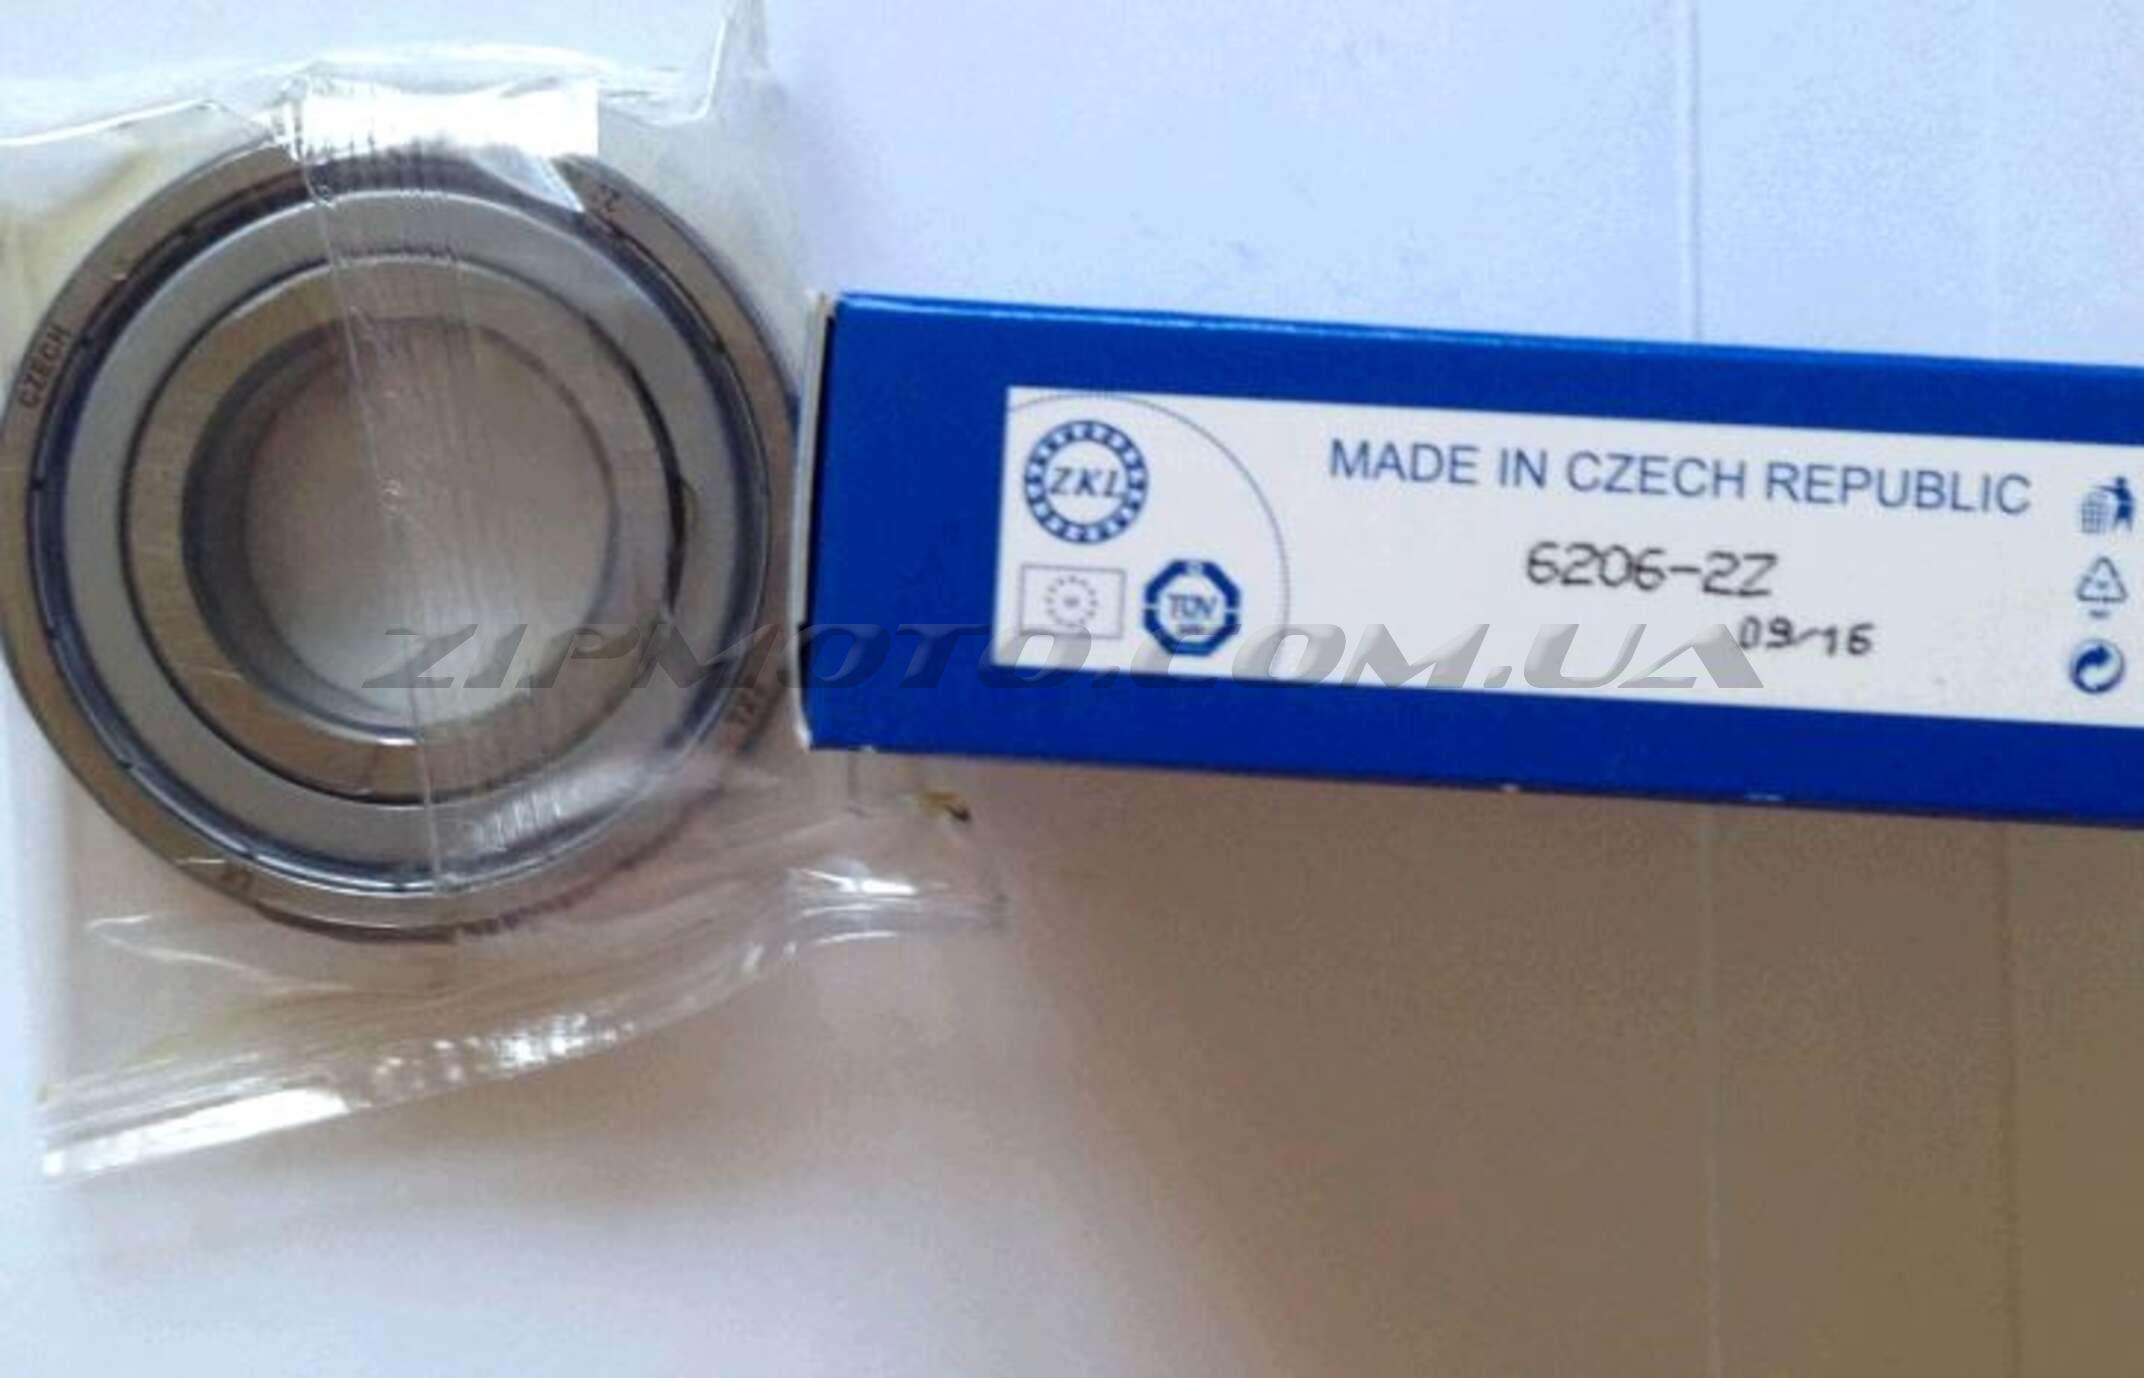 CZECH
ZKL
MADE IN CZECH REPUBLIC
6206-2Z
09/16
TÜV
ZIPMOTO.COM.UA